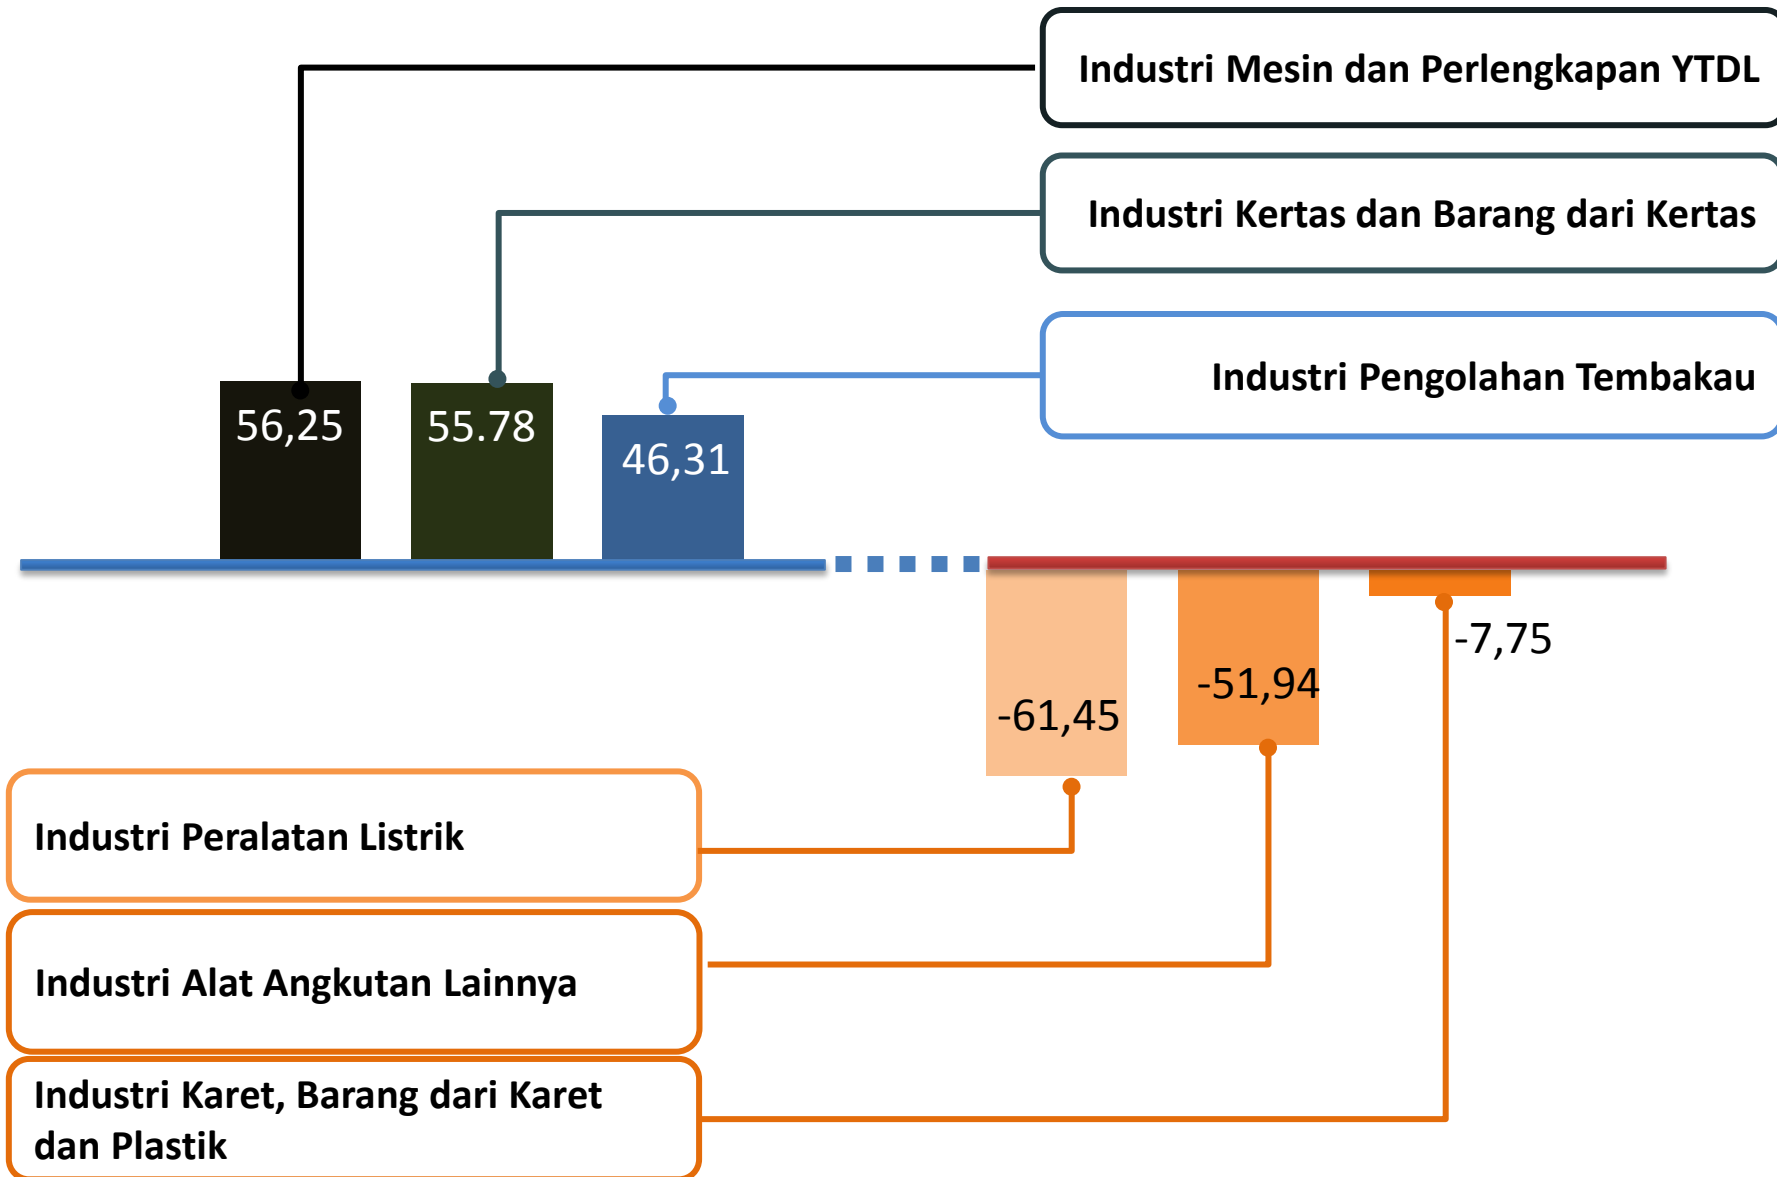 Industri Mesin dan Perlengkapan YTDL
Industri Kertas dan Barang dari Kertas
Industri Pengolahan Tembakau
56,25
55.78
46,31
-7,75
-51,94
-61,45
Industri Peralatan Listrik
Industri Alat Angkutan Lainnya
Industri Karet, Barang dari Karet
dan Plastik